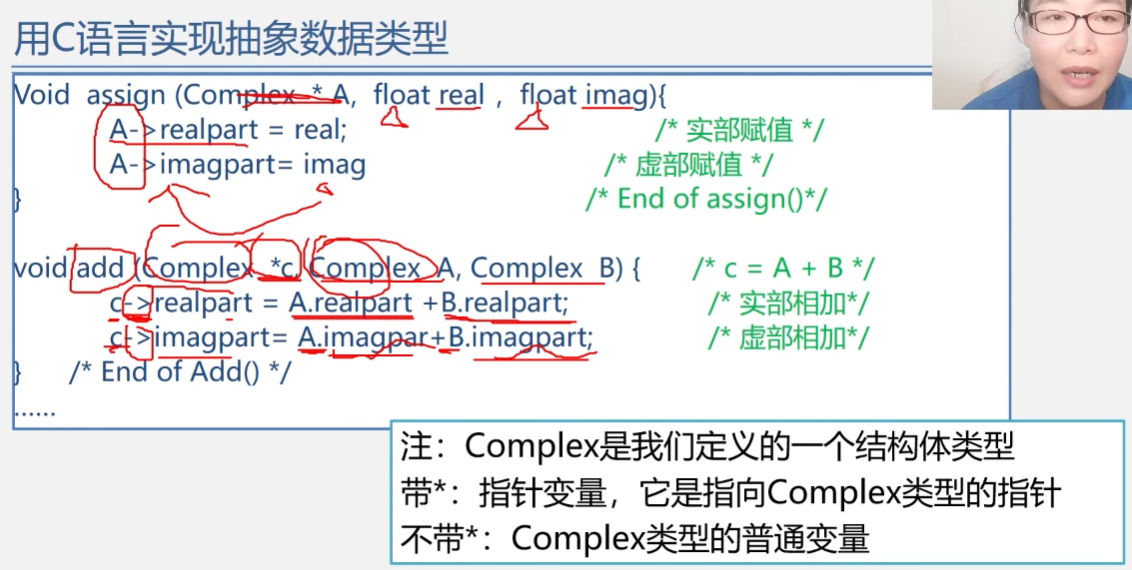 用C语言实现抽象数据类型
Void assign (Complex * A, float real , float imag){
A->realpart = real; /* 实部赋值 */
A->imagpart= imag /* 虚部赋值 */
} /* End of assign()*/
void add (Complex *c, Complex A, Complex B) { /* c = A + B */
c->realpart = A.realpart +B.realpart; /* 实部相加*/
c->imagpart= A.imagpar+B.imagpart; /* 虚部相加*/
} /* End of Add() */
......
注：Complex是我们定义的一个结构体类型
带*：指针变量，它是指向Complex类型的指针
不带*：Complex类型的普通变量